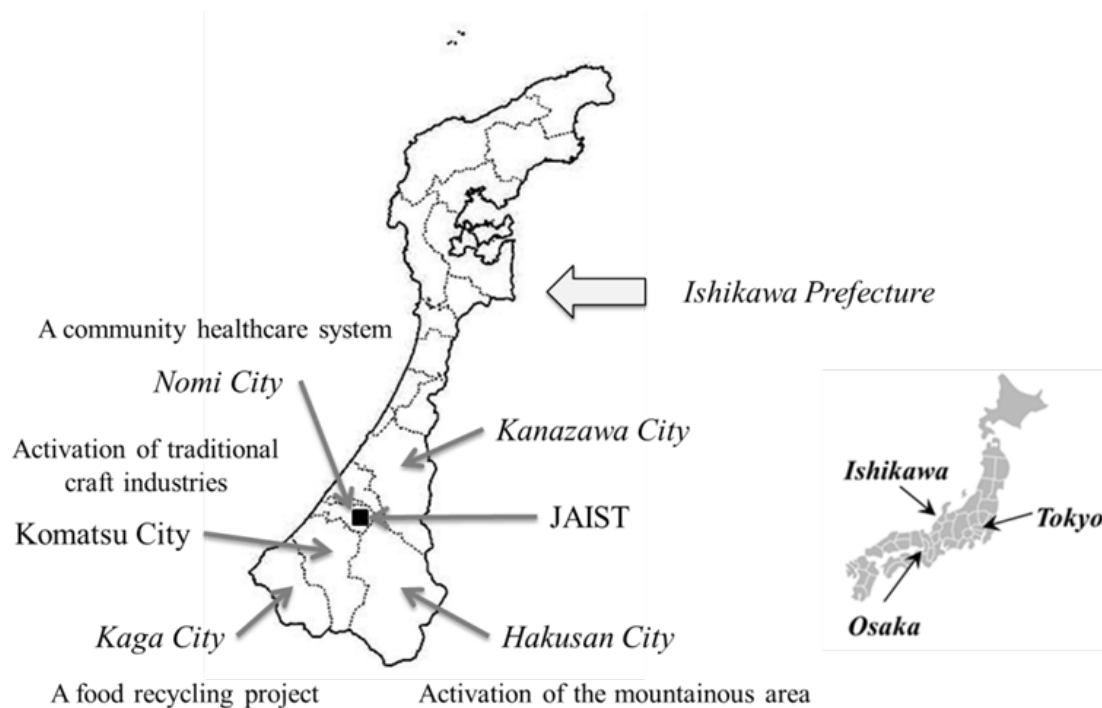 Ishikawa Prefecture
A community healthcare system
Nomi City
Kanazawa City
Activation of traditional
craft industries
Komatsu City
JAIST
Kaga City
Hakusan City
A food recycling project
Activation of the mountainous area
Ishikawa
Tokyo
Osaka